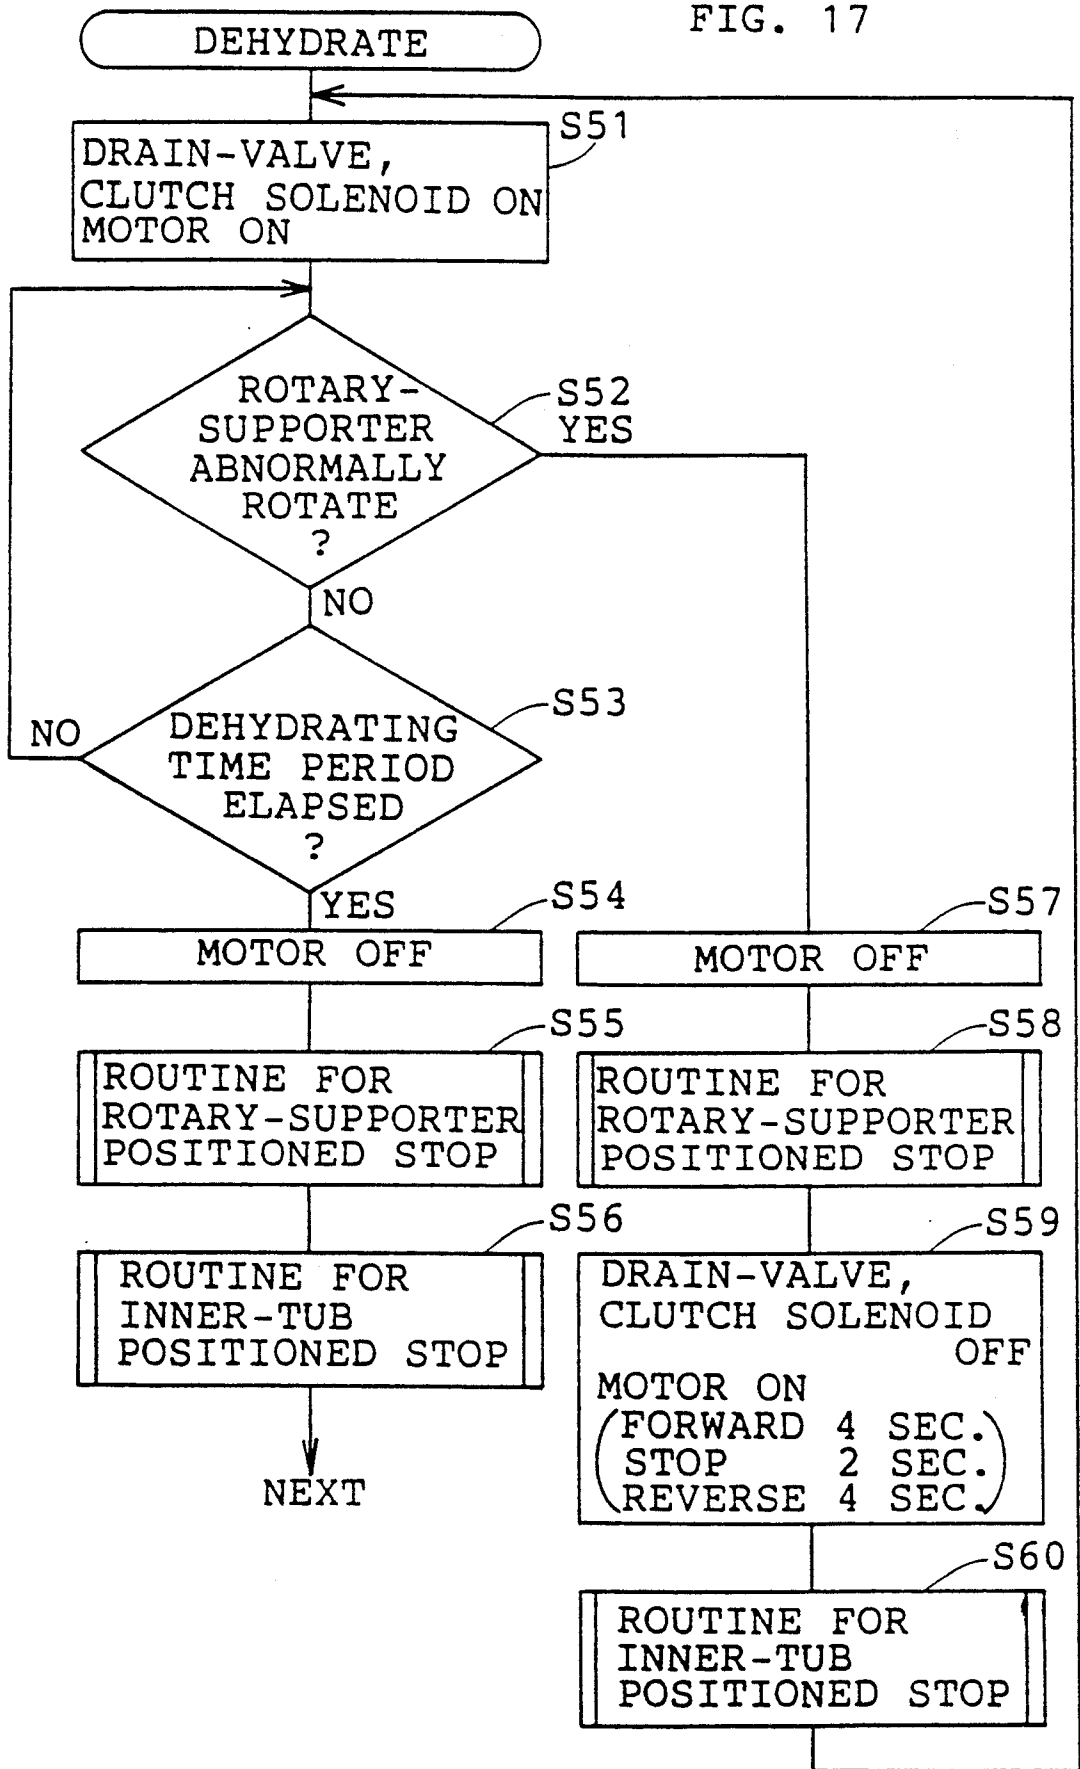 FIG. 17
DEHYDRATE
S51
DRAIN-VALVE,
CLUTCH SOLENOID ON
MOTOR ON
S52
ROTARY-
SUPPORTER
ABNORMALLY
ROTATE
?
YES
NO
S53
DEHYDRATING
TIME PERIOD
ELAPSED
?
NO
YES
S54
MOTOR OFF
S55
ROUTINE FOR
ROTARY-SUPPORTER
POSITIONED STOP
S56
ROUTINE FOR
INNER-TUB
POSITIONED STOP
NEXT
S57
MOTOR OFF
S58
ROUTINE FOR
ROTARY-SUPPORTER
POSITIONED STOP
S59
DRAIN-VALVE,
CLUTCH SOLENOID
OFF
MOTOR ON
(FORWARD 4 SEC.
STOP 2 SEC.
REVERSE 4 SEC.)
S60
ROUTINE FOR
INNER-TUB
POSITIONED STOP